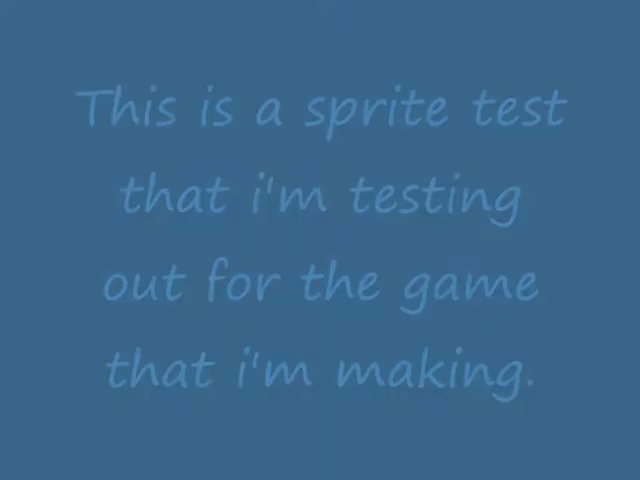 This is a sprite test
that i'm testing
out for the game
that i'm making.